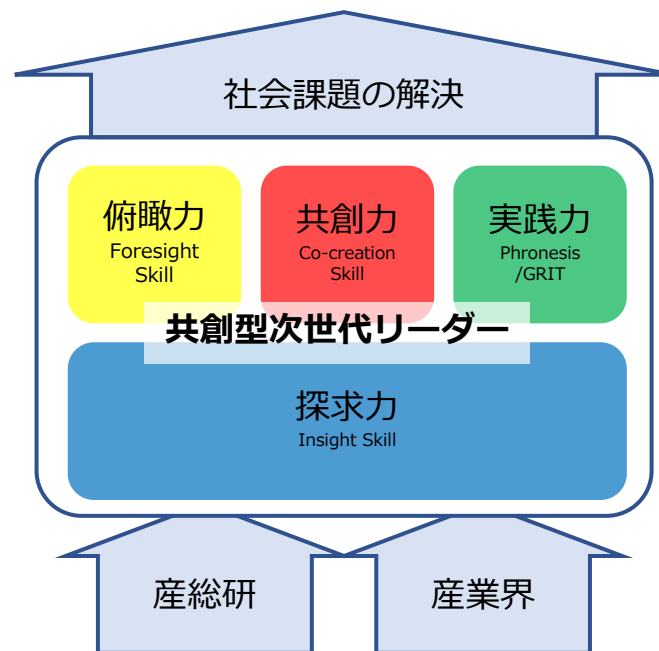 社会課題の解決
俯瞰力
Foresight
Skill
共創力
Co-creation
Skill
実践力
Phronesis
/GRIT
共創型次世代リーダー
探求力
Insight Skill
産総研
産業界